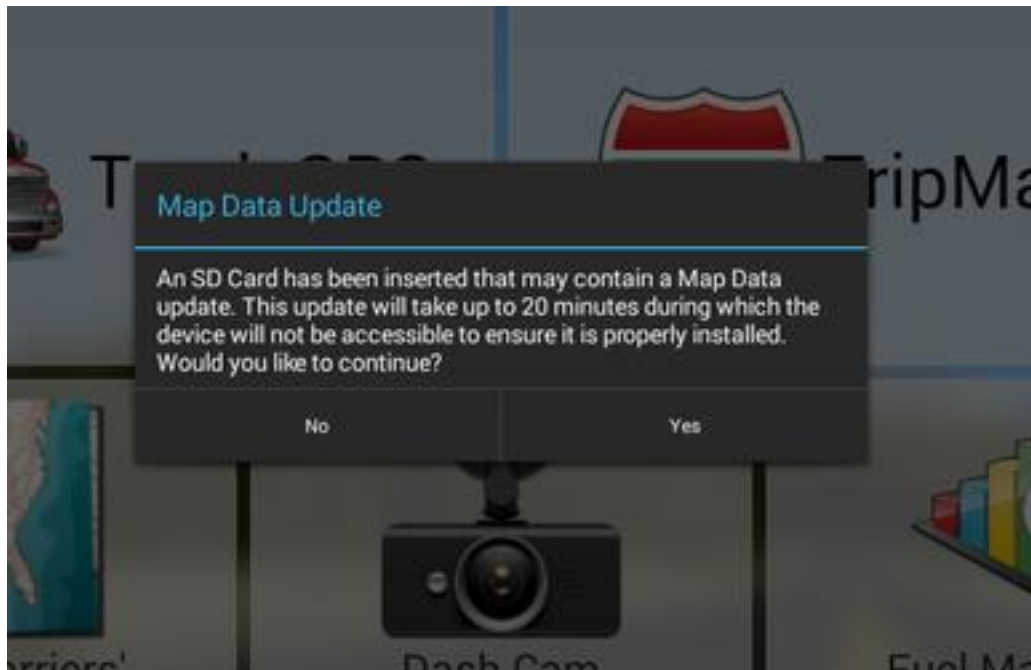 Map Data Update
An SD Card has been inserted that may contain a Map Data
update. This update will take up to 20 minutes during which the
device will not be accessible to ensure it is properly installed.
Would you like to continue?
No
Yes
Dash Cam